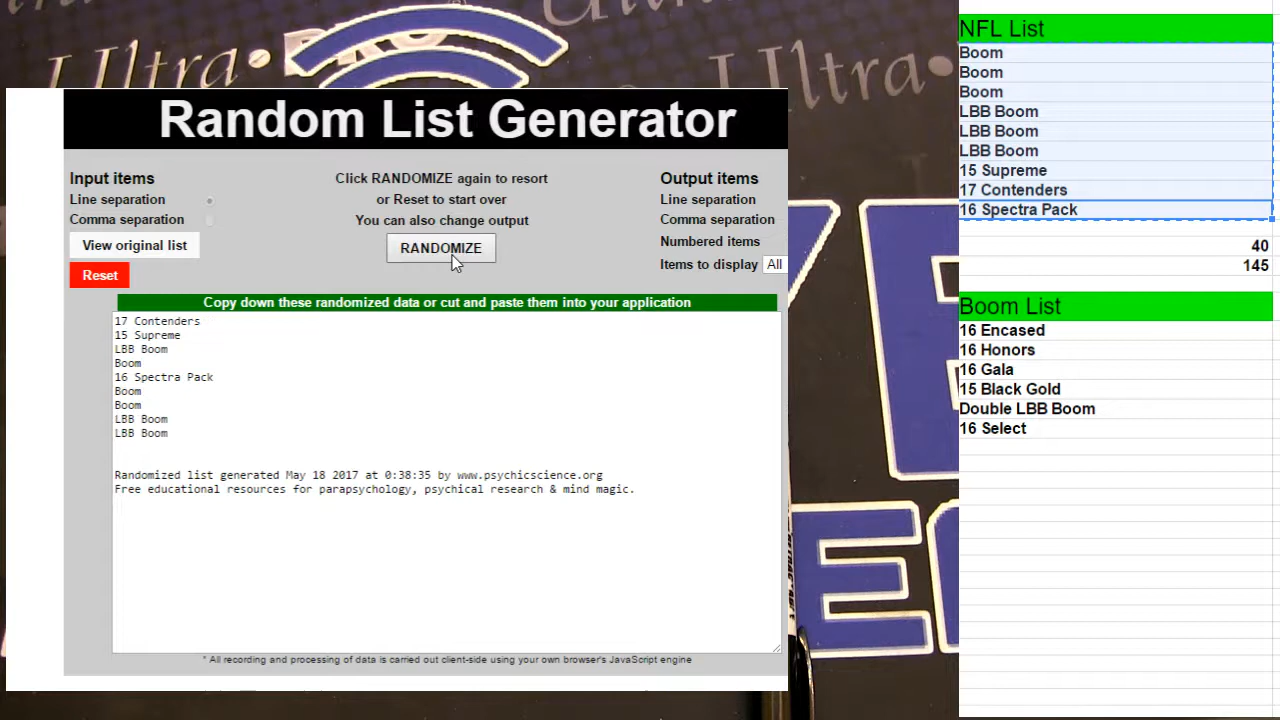 Ultra PRO Ultra
Ultra
Random List Generator
Input items
Line separation
Comma separation
View original list
Reset
Click RANDOMIZE again to resort
or Reset to start over
You can also change output
RANDOMIZE
Output items
Line separation
Comma separation
Numbered items
Items to display All
Copy down these randomized data or cut and paste them into your application
17 Contenders
15 Supreme
LBB Boom
Boom
16 Spectra Pack
Boom
Boom
LBB Boom
LBB Boom
Randomized list generated May 18 2017 at 0:38:35 by www.psychicscience.org
Free educational resources for parapsychology, psychical research & mind magic.
* All recording and processing of data is carried out client-side using your own browser's JavaScript engine
NFL List
Boom
Boom
Boom
LBB Boom
LBB Boom
LBB Boom
15 Supreme
17 Contenders
16 Spectra Pack
40
145
Boom List
16 Encased
16 Honors
16 Gala
15 Black Gold
Double LBB Boom
16 Select